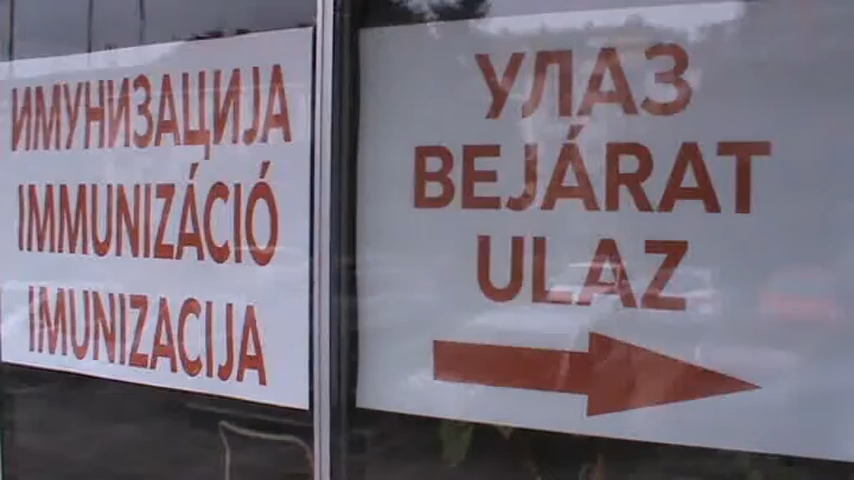 ИМУНИЗАЦИЈА
IMMUNIZÁCIÓ
IMUNIZACIJA
УЛАЗ
BEJÁRAT
ULAZ